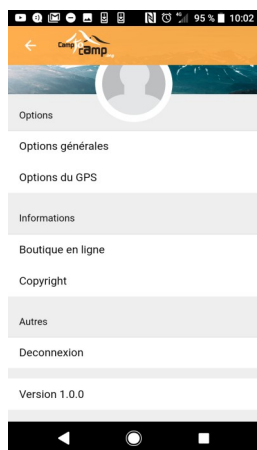 95 % 10:02
Camp to Camp
Options
Options générales
Options du GPS
Informations
Boutique en ligne
Copyright
Autres
Deconnexion
Version 1.0.0